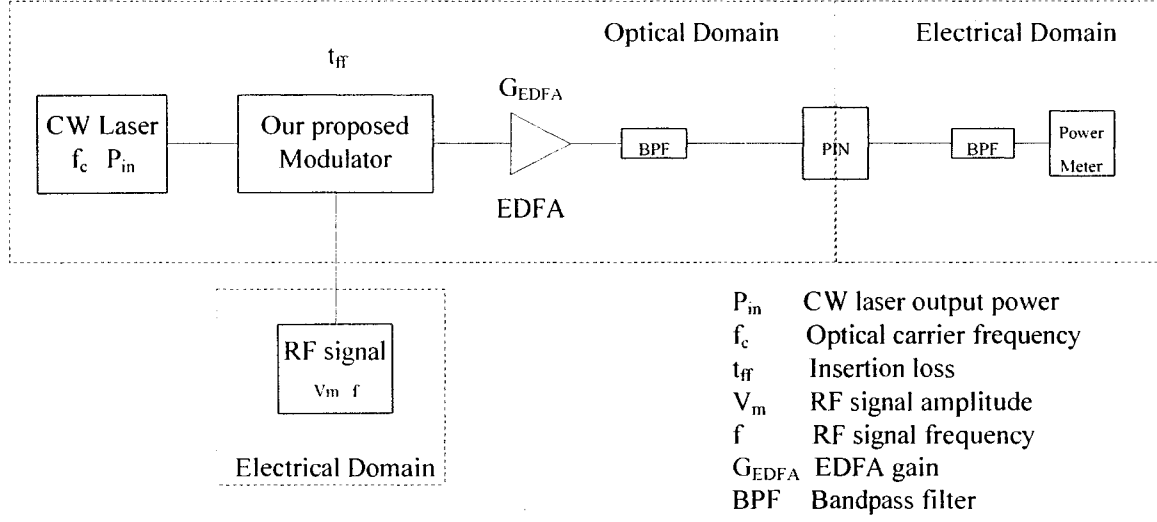 Optical Domain
Electrical Domain
t_ff
G_EDFA
CW Laser
f_c P_in
Our proposed
Modulator
BPF
PIN
BPF
Power
Meter
EDFA
RF signal
Vm f
Electrical Domain
P_in CW laser output power
f_c Optical carrier frequency
t_ff Insertion loss
V_m RF signal amplitude
f RF signal frequency
G_EDFA EDFA gain
BPF Bandpass filter